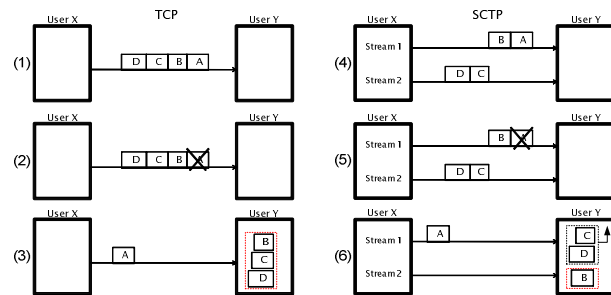 TCP
User X
User Y
(1)
D C B A
User X
User Y
(2)
D C B A
User X
User Y
(3)
A
B
C
D
SCTP
User X
User Y
(4)
Stream 1
B A
Stream 2
D C
User X
User Y
(5)
Stream 1
B A
Stream 2
D C
User X
User Y
(6)
Stream 1
A
Stream 2
C
D
B